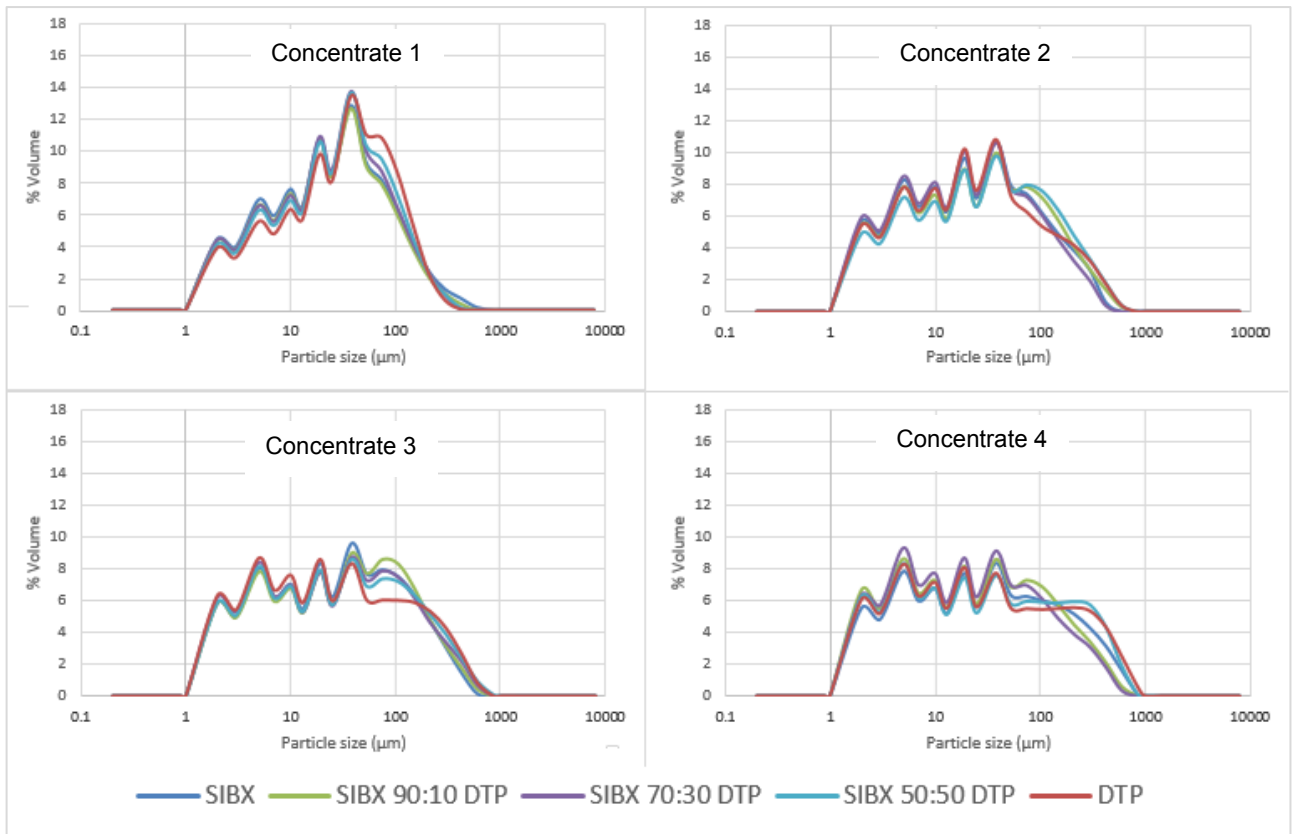 Concentrate 1
% Volume
18
16
14
12
10
8
6
4
2
0
0.1 1 10 100 1000 10000
Particle size (µm)
Concentrate 2
% Volume
18
16
14
12
10
8
6
4
2
0
0.1 1 10 100 1000 10000
Particle size (µm)
Concentrate 3
% Volume
18
16
14
12
10
8
6
4
2
0
0.1 1 10 100 1000 10000
Particle size (µm)
Concentrate 4
% Volume
18
16
14
12
10
8
6
4
2
0
0.1 1 10 100 1000 10000
Particle size (µm)
SIBX SIBX 90:10 DTP SIBX 70:30 DTP SIBX 50:50 DTP DTP